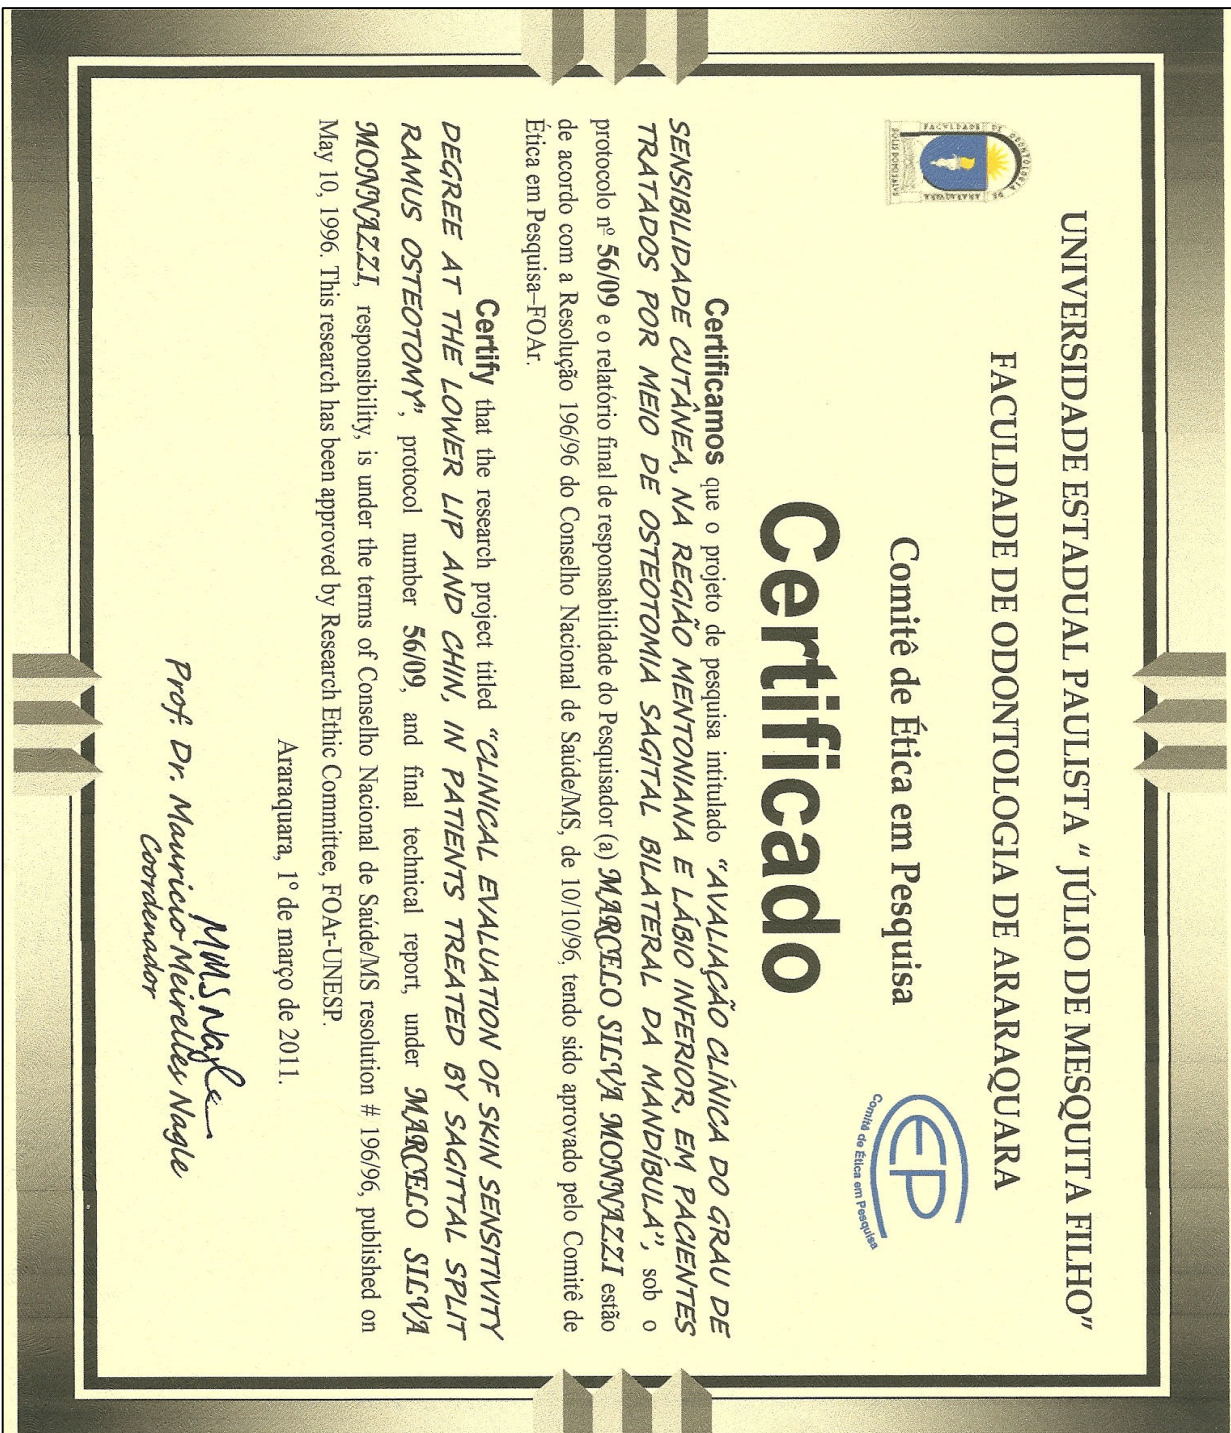 UNIVERSIDADE ESTADUAL PAULISTA "JÚLIO DE MESQUITA FILHO"
FACULDADE DE ODONTOLOGIA DE ARARAQUARA
FACULDADE DE ODONTOLOGIA DE ARARAQUARA
Comitê de Ética em Pesquisa
CEP
Comitê de Ética em Pesquisa
Certificado
Certificamos que o projeto de pesquisa intitulado "AVALIAÇÃO CLÍNICA DO GRAU DE
SENSIBILIDADE CUTÂNEA, NA REGIÃO MENTONIANA E LÁBIO INFERIOR, EM PACIENTES
TRATADOS POR MEIO DE OSTEOTOMIA SAGITAL BILATERAL DA MANDÍBULA", sob o
protocolo nº 56/09 e o relatório final de responsabilidade do Pesquisador (a) MARCELO SILVA MONNAZZI estão
de acordo com a Resolução 196/96 do Conselho Nacional de Saúde/MS, de 10/10/96, tendo sido aprovado pelo Comitê de
Ética em Pesquisa–FOAr.
Certify that the research project titled "CLINICAL EVALUATION OF SKIN SENSITIVITY
DEGREE AT THE LOWER LIP AND CHIN, IN PATIENTS TREATED BY SAGITTAL SPLIT
RAMUS OSTEOTOMY", protocol number 56/09, and final technical report, under MARCELO SILVA
MONNAZZI, responsibility, is under the terms of Conselho Nacional de Saúde/MS resolution # 196/96, published on
May 10, 1996. This research has been approved by Research Ethic Committee, FOAr-UNESP.
Araraquara, 1º de março de 2011.
MMSNagle
Prof. Dr. Mauricio Meirelles Nagle
Coordenador